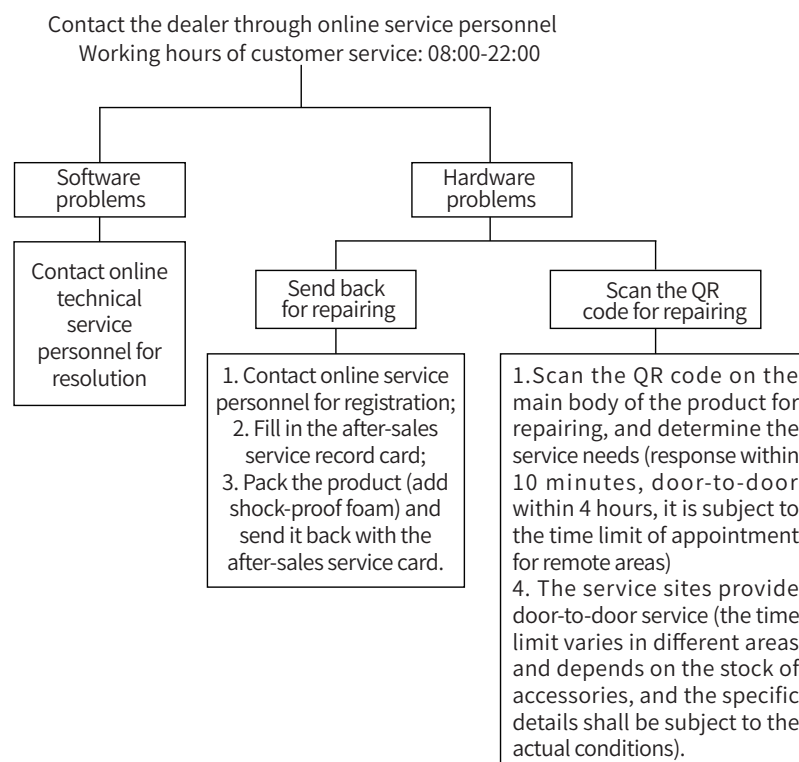 Contact the dealer through online service personnel
Working hours of customer service: 08:00-22:00
Software
problems
Hardware
problems
Contact online
technical
service
personnel for
resolution
Send back
for repairing
Scan the QR
code for repairing
1. Contact online service
personnel for registration;
2. Fill in the after-sales
service record card;
3. Pack the product (add
shock-proof foam) and
send it back with the
after-sales service card.
1.Scan the QR code on the
main body of the product for
repairing, and determine the
service needs (response within
10 minutes, door-to-door
within 4 hours, it is subject to
the time limit of appointment
for remote areas)
4. The service sites provide
door-to-door service (the time
limit varies in different areas
and depends on the stock of
accessories, and the specific
details shall be subject to the
actual conditions).